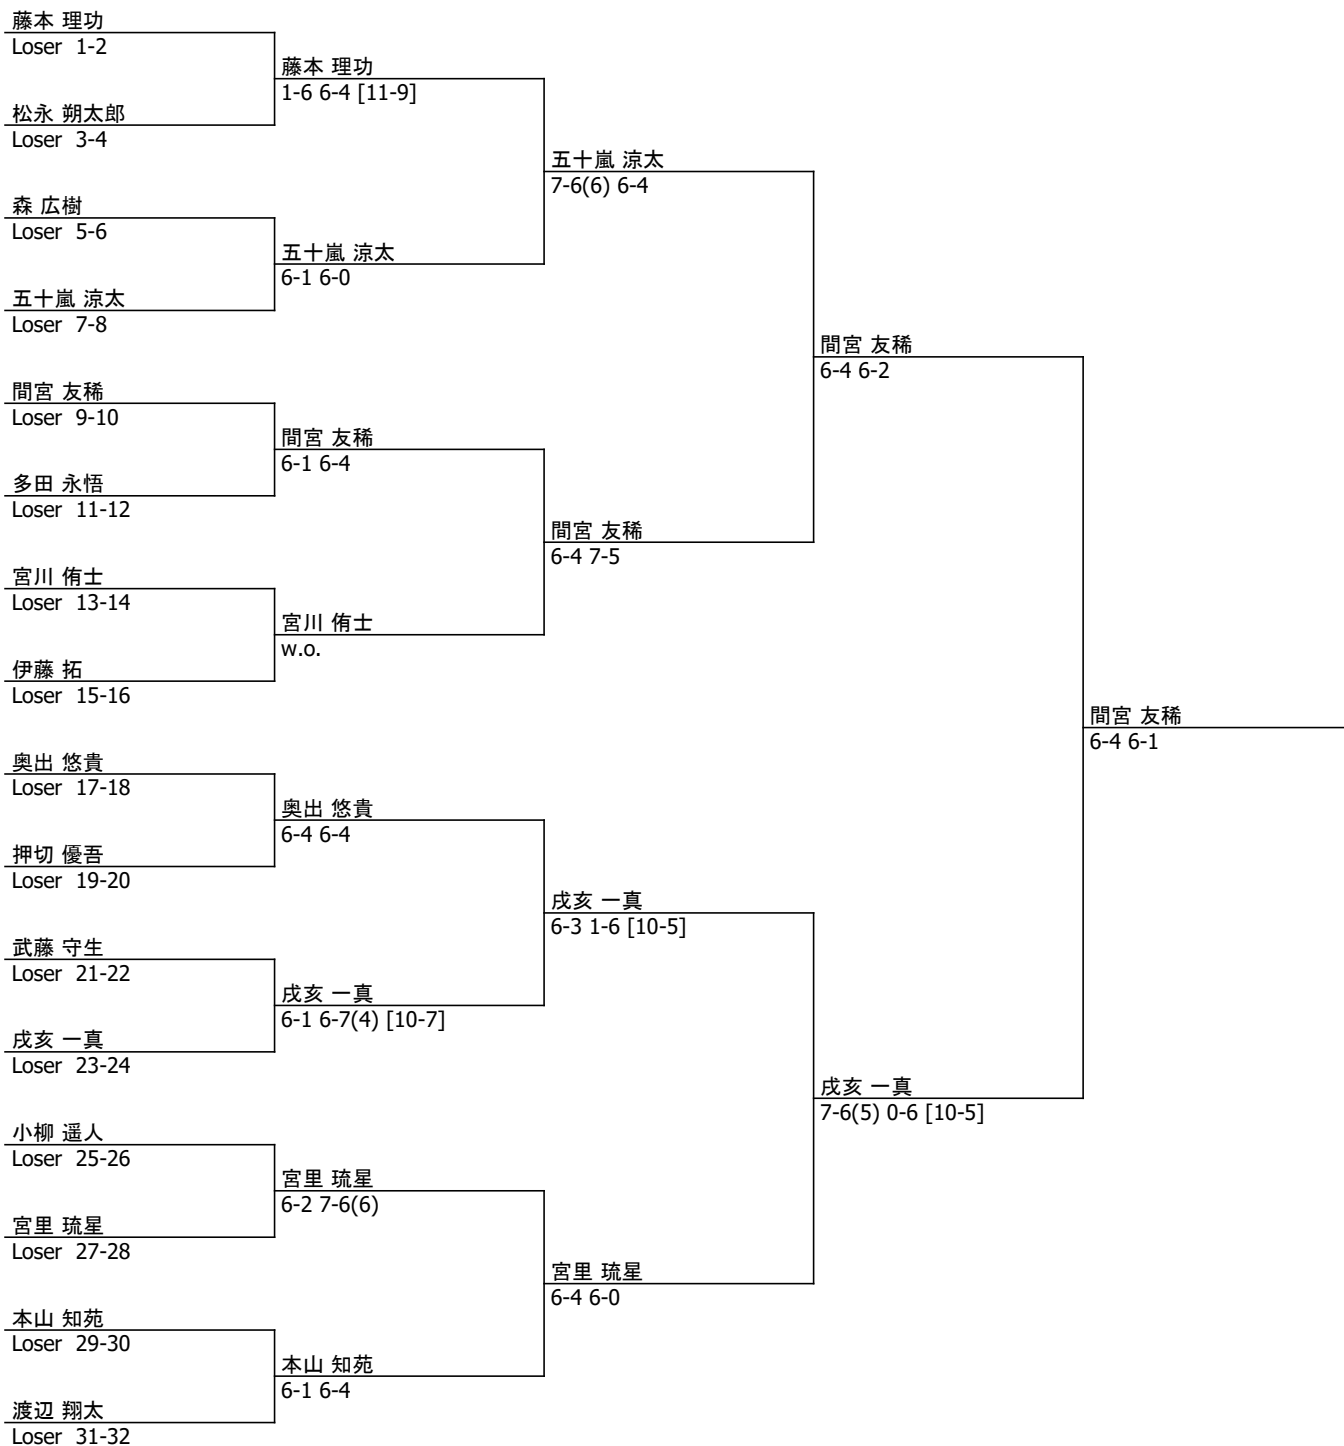 藤本 理功
Loser 1-2
藤本 理功
1-6 6-4 [11-9]
松永 朔太郎
Loser 3-4
五十嵐 涼太
7-6(6) 6-4
森 広樹
Loser 5-6
五十嵐 涼太
6-1 6-0
五十嵐 涼太
Loser 7-8
間宮 友稀
6-4 6-2
間宮 友稀
Loser 9-10
間宮 友稀
6-1 6-4
多田 永悟
Loser 11-12
間宮 友稀
6-4 7-5
宮川 侑士
Loser 13-14
宮川 侑士
w.o.
伊藤 拓
Loser 15-16
間宮 友稀
6-4 6-1
奥出 悠貴
Loser 17-18
奥出 悠貴
6-4 6-4
押切 優吾
Loser 19-20
戌亥 一真
6-3 1-6 [10-5]
武藤 守生
Loser 21-22
戌亥 一真
6-1 6-7(4) [10-7]
戌亥 一真
Loser 23-24
戌亥 一真
7-6(5) 0-6 [10-5]
小柳 遥人
Loser 25-26
宮里 琉星
6-2 7-6(6)
宮里 琉星
Loser 27-28
宮里 琉星
6-4 6-0
本山 知苑
Loser 29-30
本山 知苑
6-1 6-4
渡辺 翔太
Loser 31-32